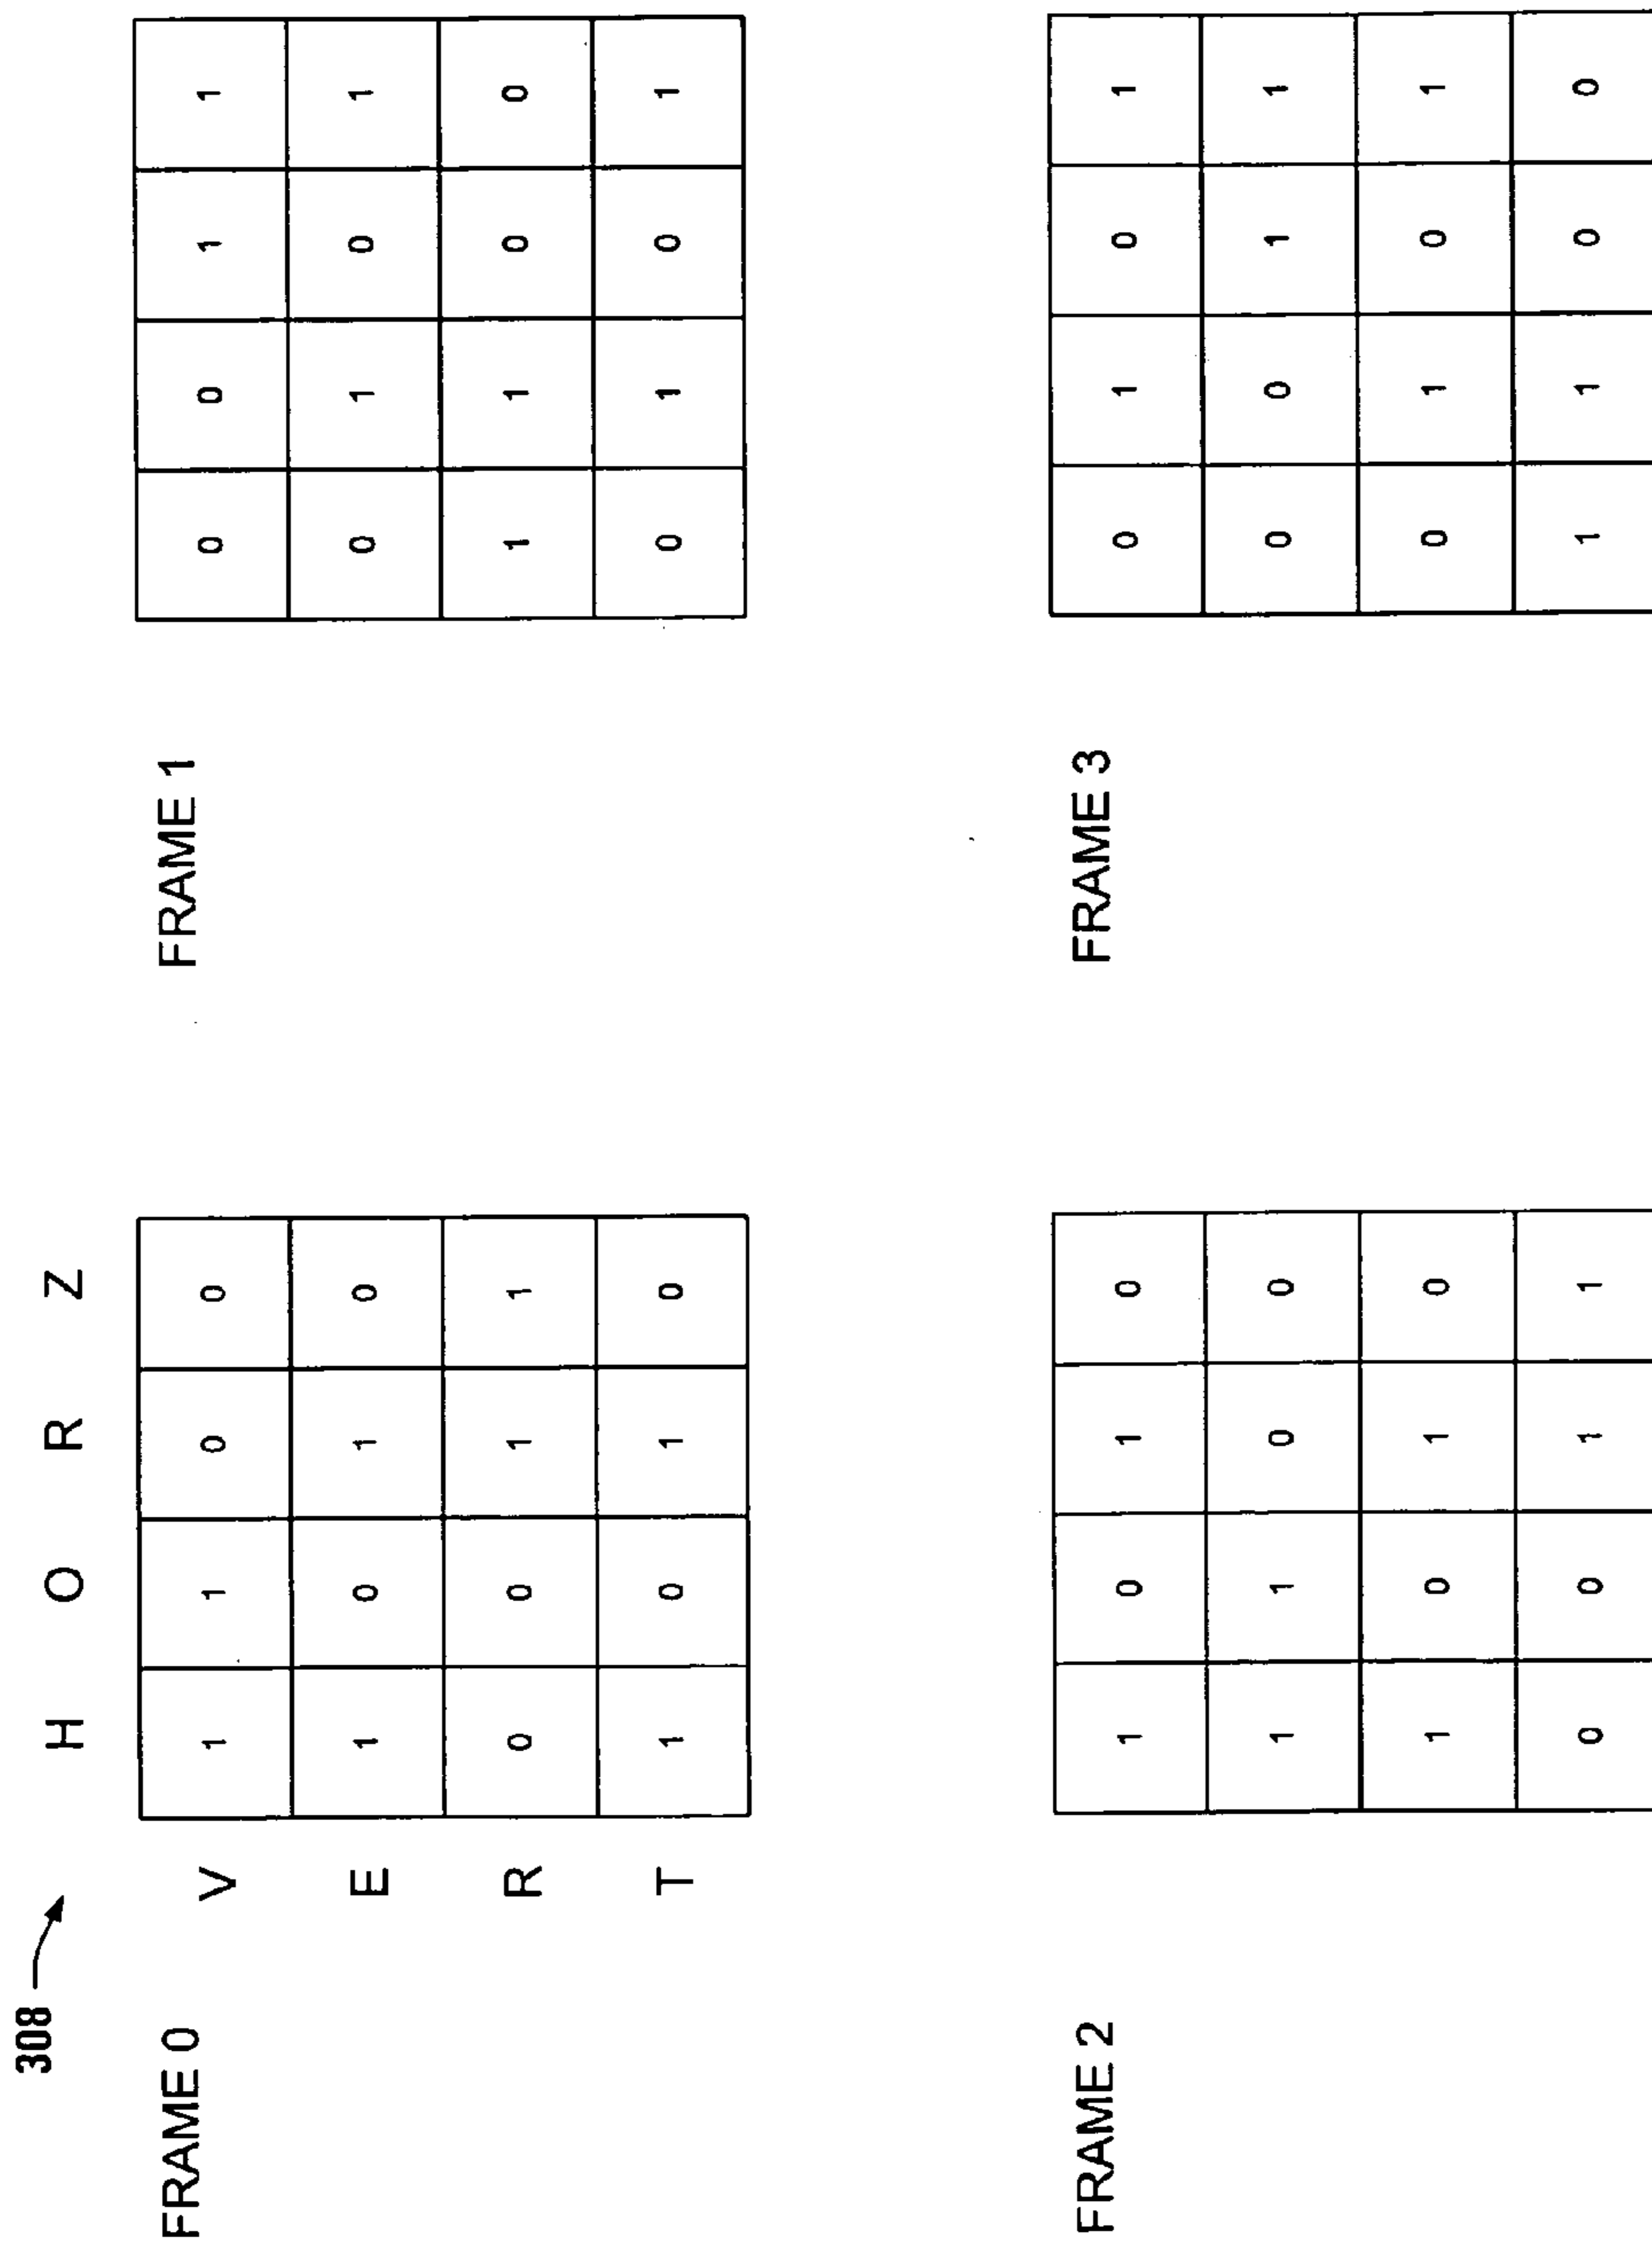 308
H O R Z
FRAME 0
V 1 1 0 0
E 1 0 1 0
R 0 0 1 1
T 1 0 1 0
FRAME 1
0 0 1 1
0 1 0 1
1 1 0 0
0 1 0 1
FRAME 2
1 0 1 0
1 1 0 0
1 0 1 0
0 0 1 1
FRAME 3
0 1 0 1
0 0 1 1
0 1 0 1
1 1 0 0